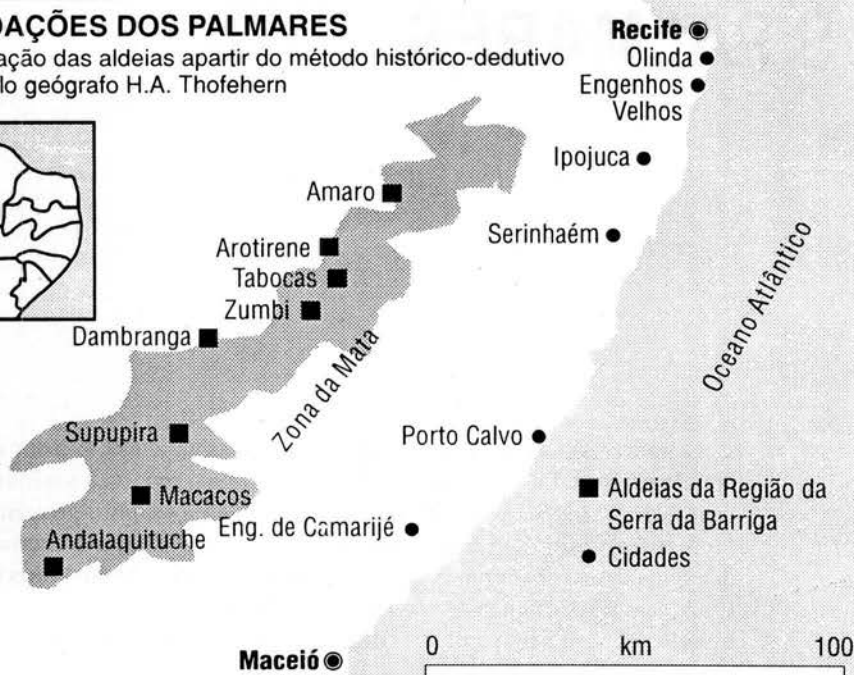 DAÇÕES DOS PALMARES
ação das aldeias apartir do método histórico-dedutivo
lo geógrafo H.A. Thofehern
Recife
Olinda
Engenhos
Velhos
Ipojuca
Amaro
Serinhaém
Arotirene
Tabocas
Zumbi
Dambranga
Zona da Mata
Oceano Atlântico
Supupira
Porto Calvo
Macacos
Aldeias da Região da
Serra da Barriga
Eng. de Camarijé
Andalaquituche
Cidades
0 km 100
Maceió